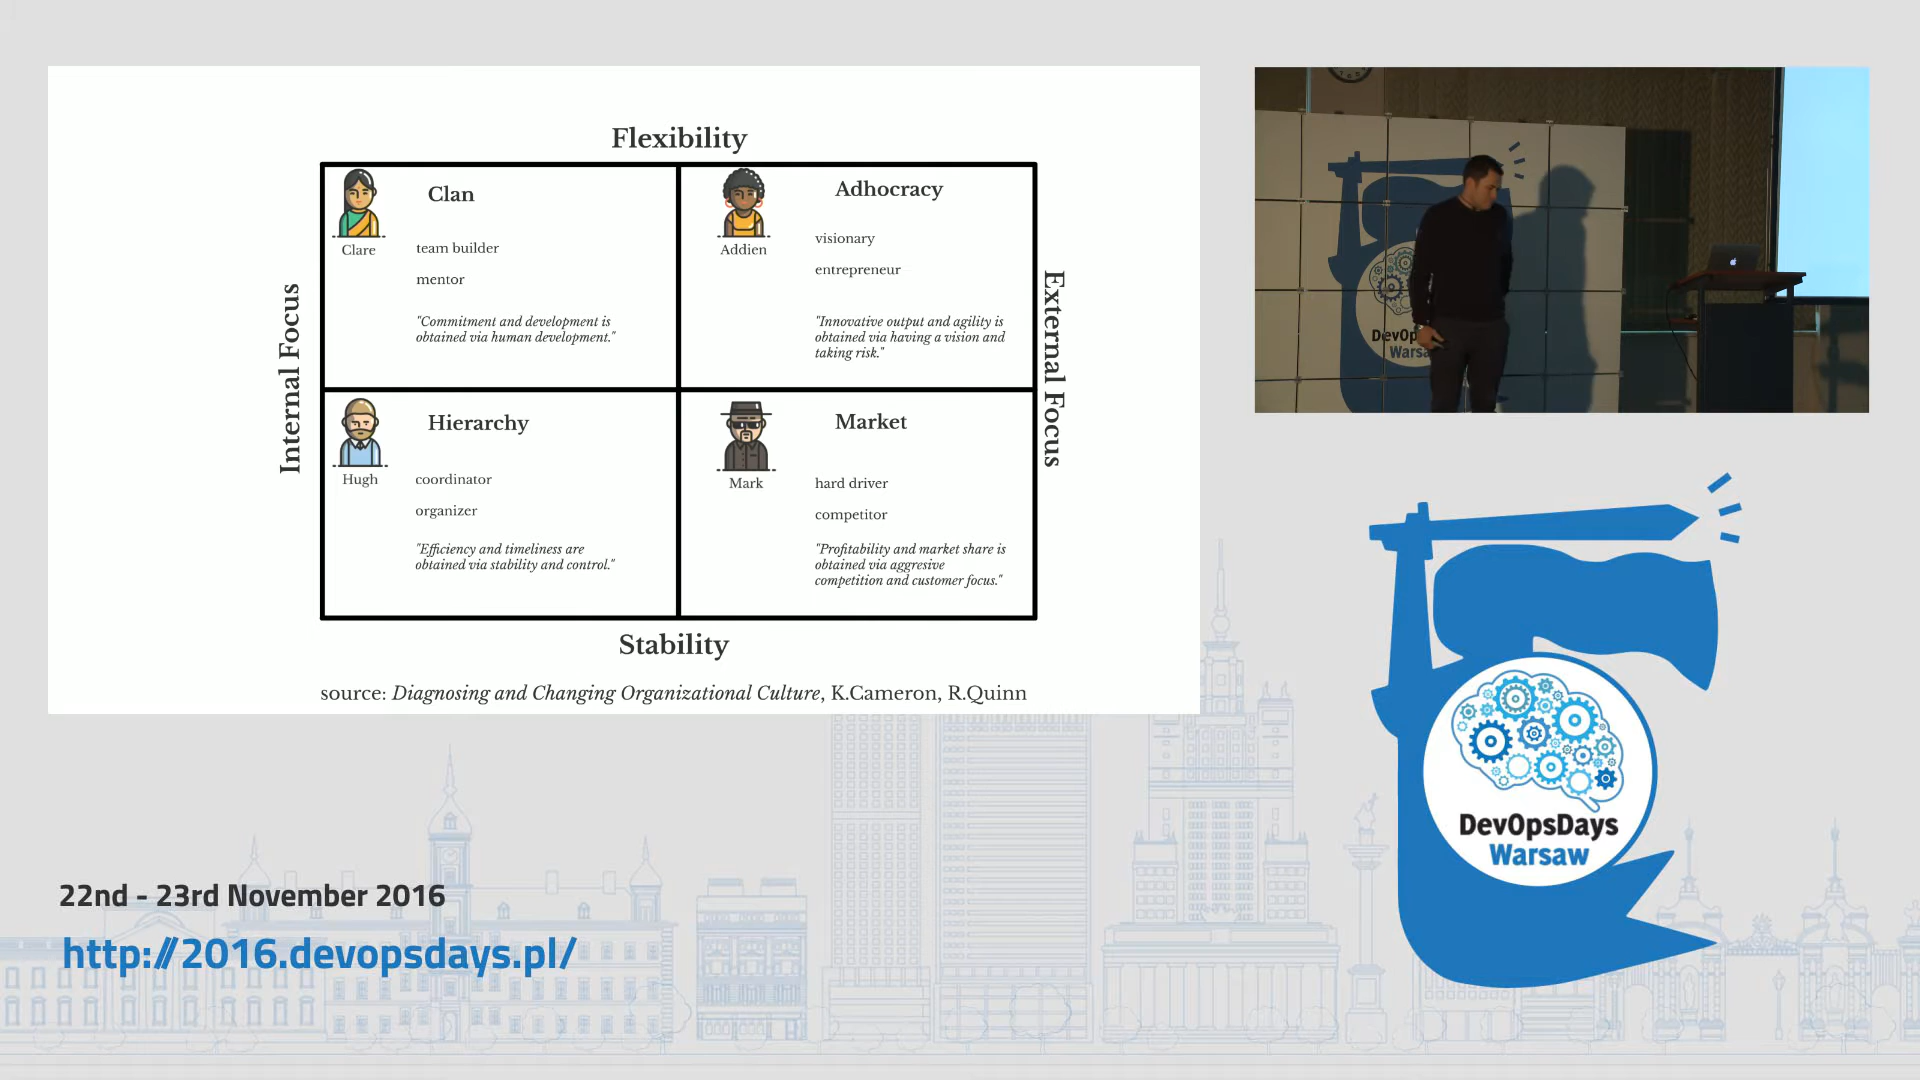 Flexibility
Internal Focus
External Focus
Clan
Clare
team builder
mentor
"Commitment and development is
obtained via human development."
Adhocracy
Addien
visionary
entrepreneur
"Innovative output and agility is
obtained via having a vision and
taking risk."
Hierarchy
Hugh
coordinator
organizer
"Efficiency and timeliness are
obtained via stability and control."
Market
Mark
hard driver
competitor
"Profitability and market share is
obtained via aggresive
competition and customer focus."
Stability
source: Diagnosing and Changing Organizational Culture, K.Cameron, R.Quinn
DevOp
Warsa
DevOpsDays
Warsaw
22nd - 23rd November 2016
http://2016.devopsdays.pl/